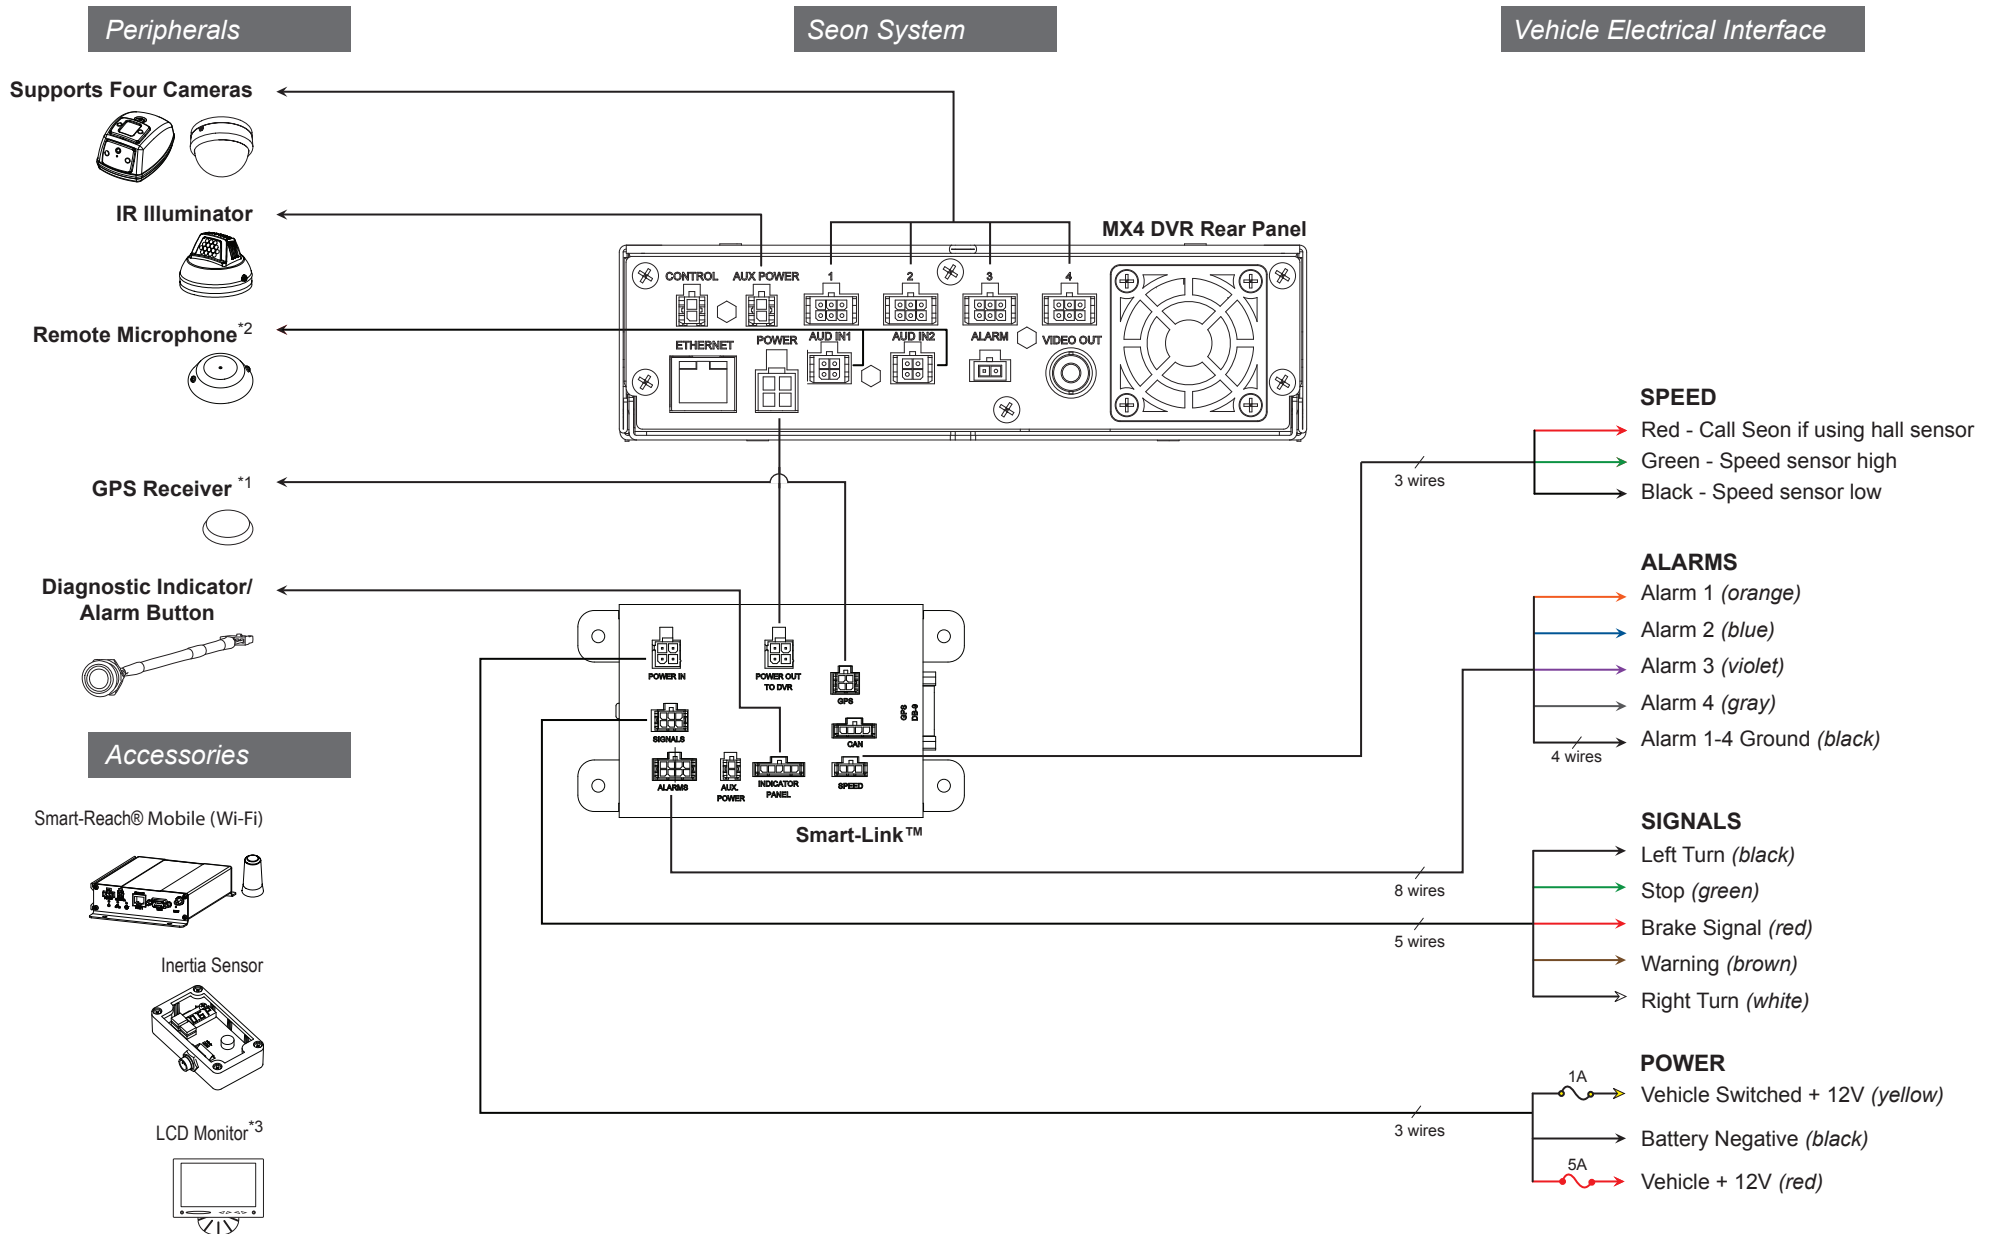 Peripherals
Seon System
Vehicle Electrical Interface
Supports Four Cameras
IR Illuminator
Remote Microphone*2
GPS Receiver *1
Diagnostic Indicator/
Alarm Button
Accessories
Smart-Reach® Mobile (Wi-Fi)
Inertia Sensor
LCD Monitor*3
MX4 DVR Rear Panel
CONTROL
AUX POWER
1
2
3
4
ETHERNET
POWER
AUD IN1
AUD IN2
ALARM
VIDEO OUT
POWER IN
POWER OUT
TO DVR
GPS
GPS
DB-9
SIGNALS
CAN
ALARMS
AUX.
POWER
INDICATOR
PANEL
SPEED
Smart-Link™
3 wires
8 wires
5 wires
3 wires
SPEED
Red - Call Seon if using hall sensor
Green - Speed sensor high
Black - Speed sensor low
ALARMS
Alarm 1 (orange)
Alarm 2 (blue)
Alarm 3 (violet)
Alarm 4 (gray)
Alarm 1-4 Ground (black)
4 wires
SIGNALS
Left Turn (black)
Stop (green)
Brake Signal (red)
Warning (brown)
Right Turn (white)
POWER
1A
Vehicle Switched + 12V (yellow)
Battery Negative (black)
5A
Vehicle + 12V (red)